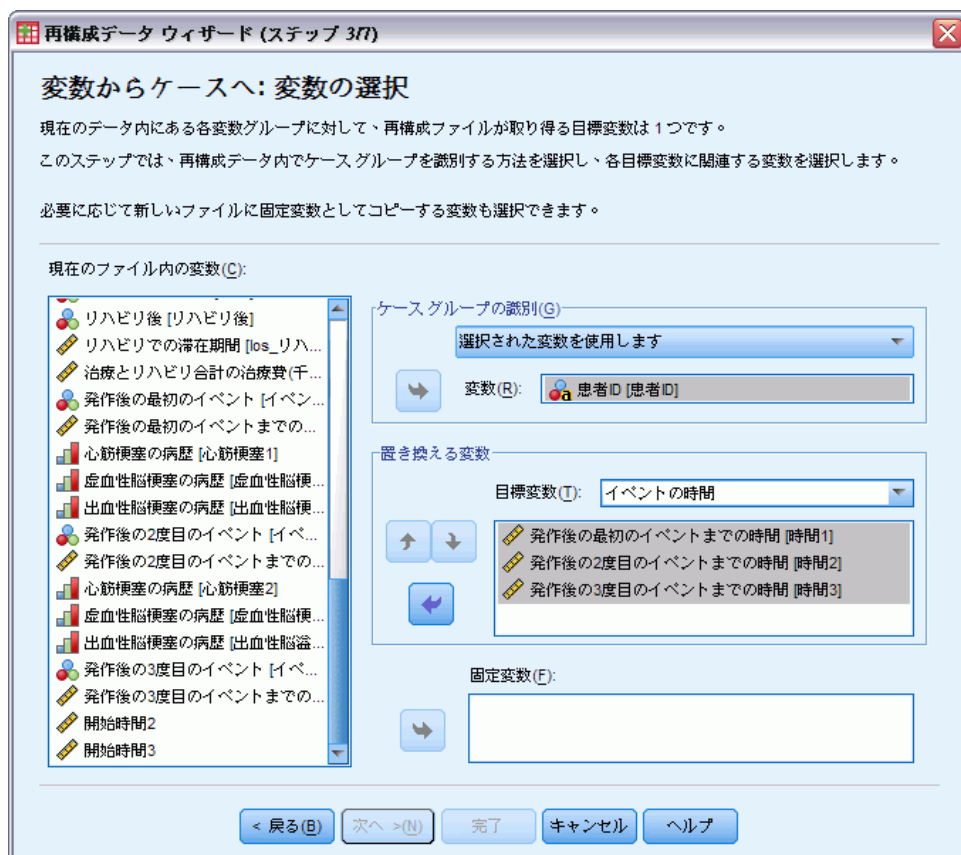 再構成データ ウィザード (ステップ 3/7)
変数からケースへ: 変数の選択
現在のデータ内にある各変数グループに対して、再構成ファイルが取り得る目標変数は 1 つです。
このステップでは、再構成データ内でケース グループを識別する方法を選択し、各目標変数に関連する変数を選択します。
必要に応じて新しいファイルに固定変数としてコピーする変数も選択できます。
現在のファイル内の変数(C):
リハビリ後 [リハビリ後]
リハビリでの滞在期間 [los_リハ...
治療とリハビリ合計の治療費(千...
発作後の最初のイベント [イベン...
発作後の最初のイベントまでの...
心筋梗塞の病歴 [心筋梗塞1]
虚血性脳梗塞の病歴 [虚血性脳梗...
出血性脳梗塞の病歴 [出血性脳梗...
発作後の2度目のイベント [イベ...
発作後の2度目のイベントまでの...
心筋梗塞の病歴 [心筋梗塞2]
虚血性脳梗塞の病歴 [虚血性脳梗...
出血性脳梗塞の病歴 [出血性脳溢...
発作後の3度目のイベント [イベ...
発作後の3度目のイベントまでの...
開始時間2
開始時間3
ケース グループの識別(G)
選択された変数を使用します
変数(R):
患者ID [患者ID]
置き換える変数
目標変数(T):
イベントの時間
発作後の最初のイベントまでの時間 [時間1]
発作後の2度目のイベントまでの時間 [時間2]
発作後の3度目のイベントまでの時間 [時間3]
固定変数(F):
< 戻る(B)
次へ >(N)
完了
キャンセル
ヘルプ